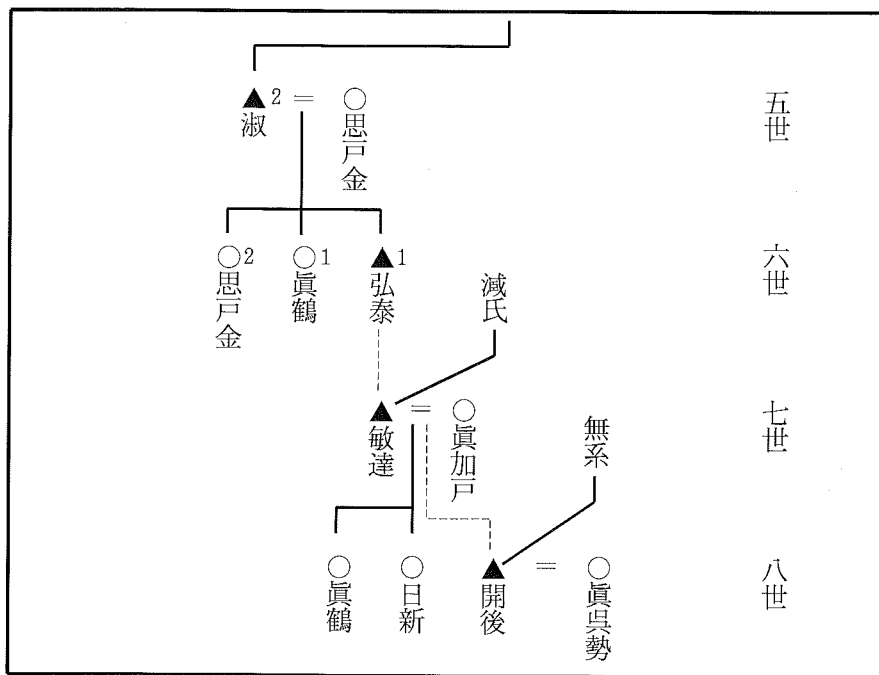 五世
思戸金
2
淑
六世
減氏
1
弘泰
1
眞鶴
2
思戸金
七世
無系
眞加戸
敏達
八世
眞呉勢
開後
日新
眞鶴